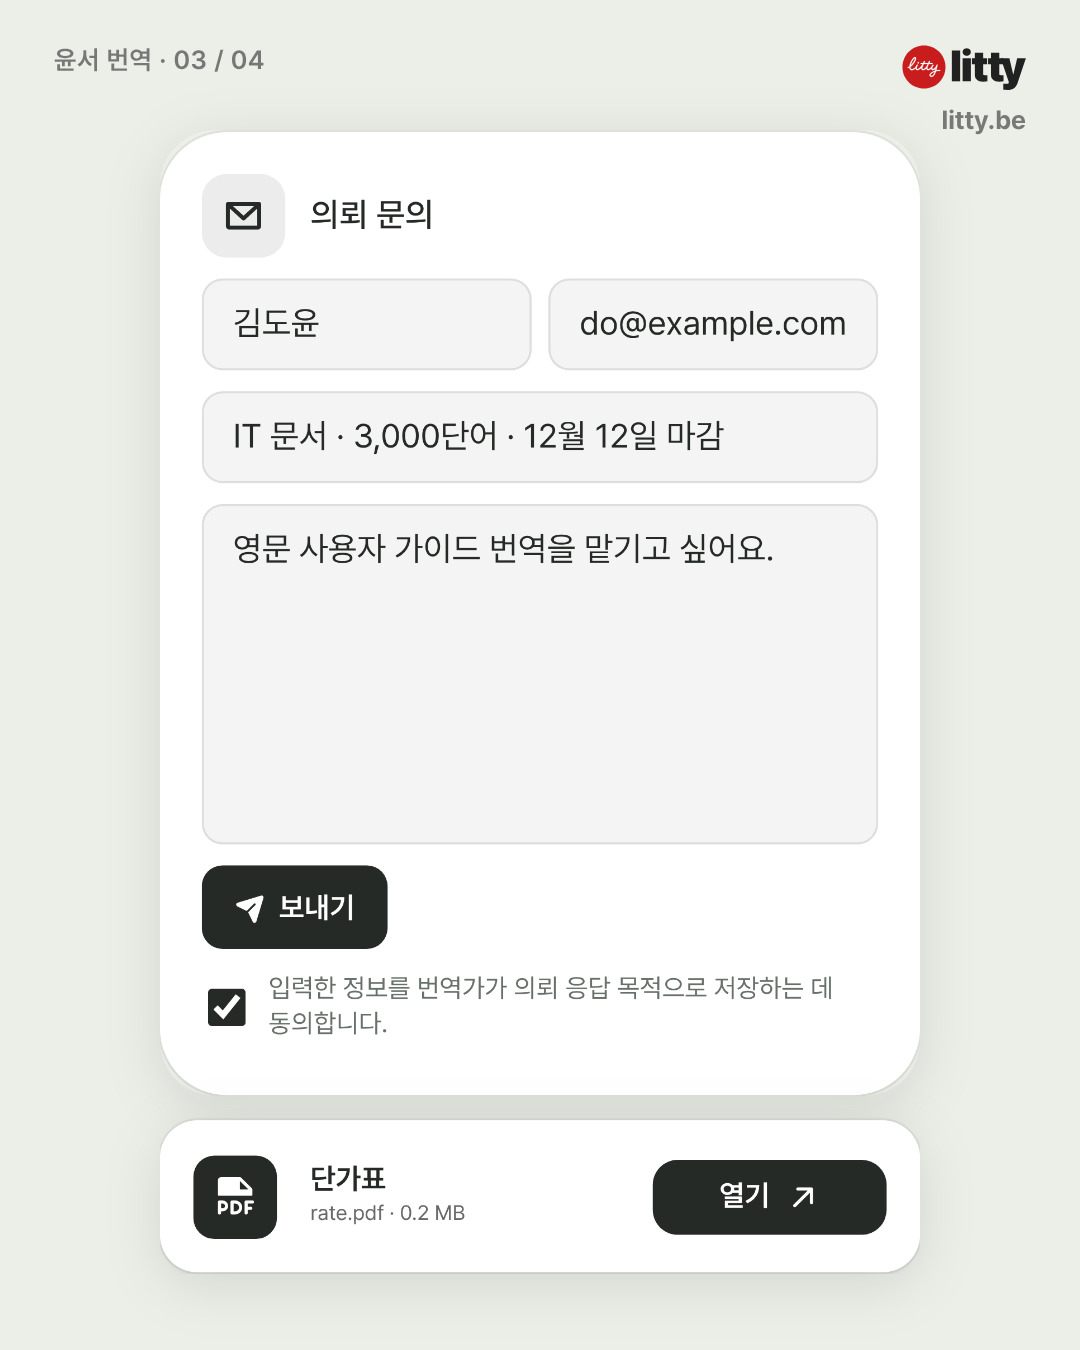 윤서 번역 · 03 / 04
litty litty
litty.be
의뢰 문의
김도윤
do@example.com
IT 문서 · 3,000단어 · 12월 12일 마감
영문 사용자 가이드 번역을 맡기고 싶어요.
보내기
입력한 정보를 번역가가 의뢰 응답 목적으로 저장하는 데
동의합니다.
PDF
단가표
rate.pdf · 0.2 MB
열기